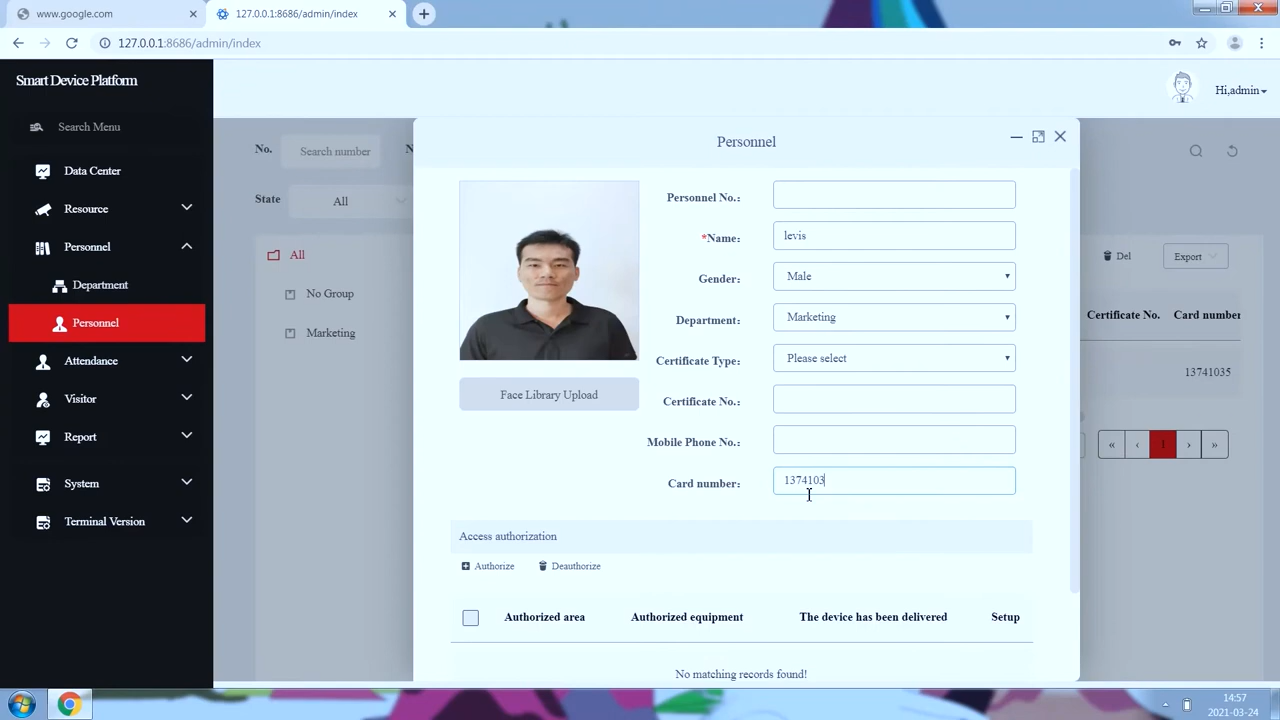 www.google.com
127.0.0.1:8686/admin/index
127.0.0.1:8686/admin/index
Smart Device Platform
Hi,admin
Search Menu
Data Center
Resource
Personnel
Department
Personnel
Attendance
Visitor
Report
System
Terminal Version
No.
Search number
N
State
All
All
No Group
Marketing
Personnel
Face Library Upload
Personnel No.:
*Name: levis
Gender: Male
Department: Marketing
Certificate Type: Please select
Certificate No.:
Mobile Phone No.:
Card number: 1374103
Access authorization
Authorize Deauthorize
Authorized area Authorized equipment The device has been delivered Setup
No matching records found!
Del Export
Certificate No. Card number
13741035
« ‹ 1 › »
14:57
2021-03-24